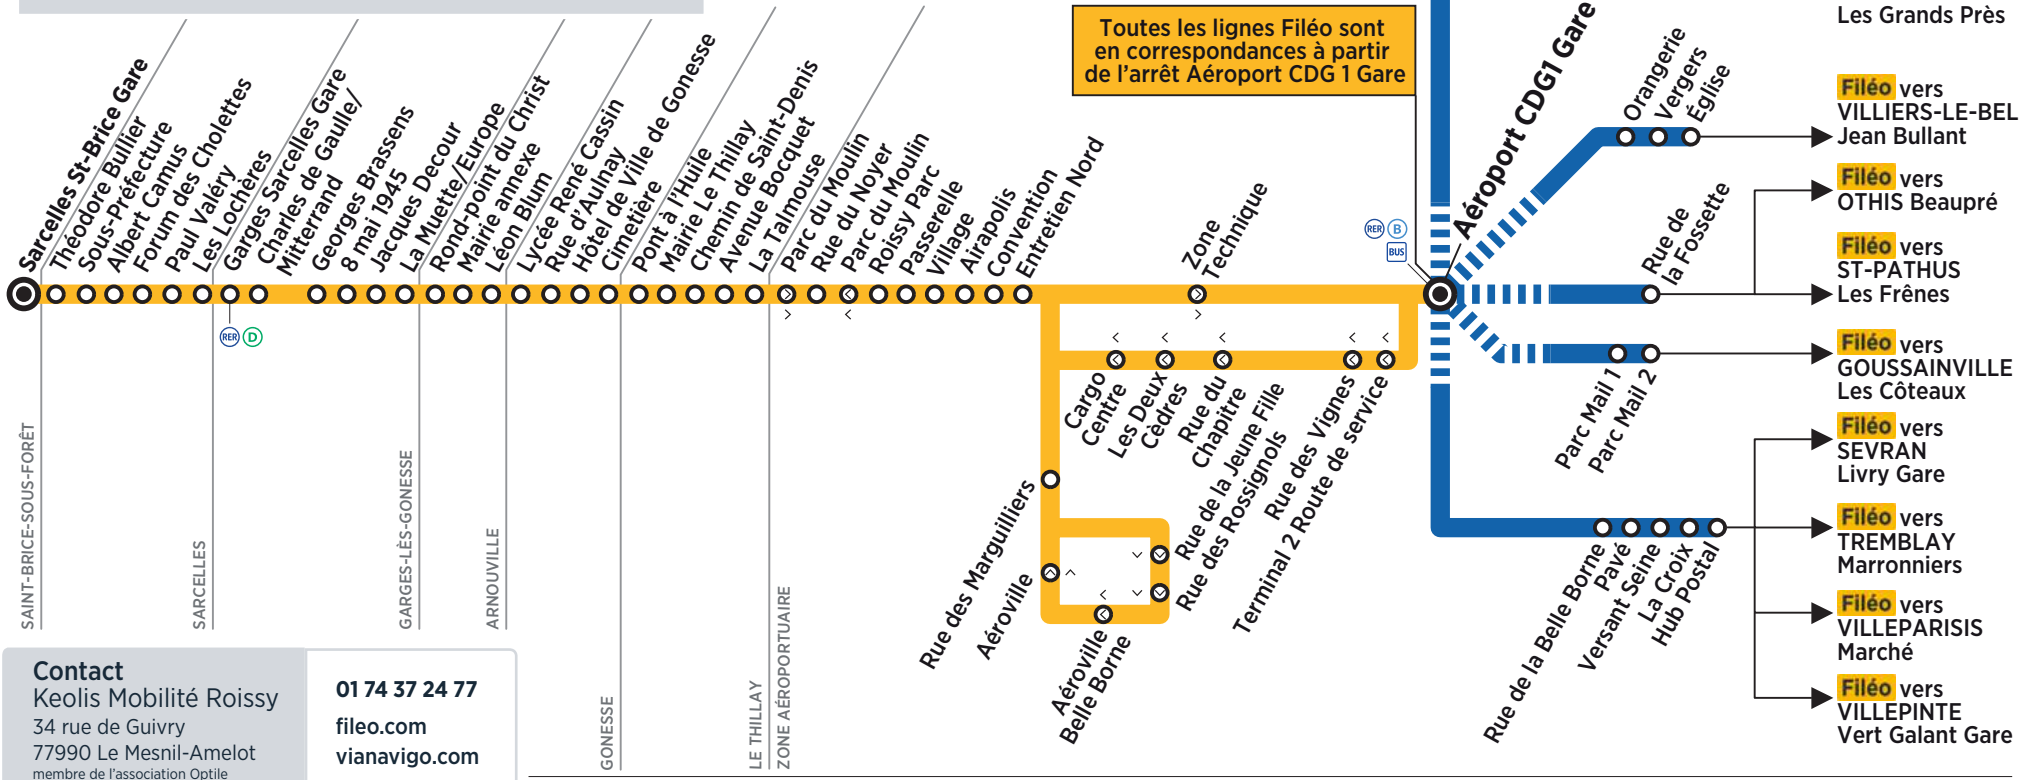 Toutes les lignes Filéo sont
en correspondances à partir
de l'arrêt Aéroport CDG 1 Gare
Sarcelles St-Brice Gare
Théodore Bullier
Sous-Préfecture
Albert Camus
Forum des Cholettes
Paul Valéry
Les Lochères
Garges Sarcelles Gare
Charles de Gaulle/
Mitterrand
Georges Brassens
8 mai 1945
Jacques Decour
La Muette/Europe
Rond-point du Christ
Mairie annexe
Léon Blum
Lycée René Cassin
Rue d'Aulnay
Hôtel de Ville de Gonesse
Cimetière
Pont à l'Huile
Mairie Le Thillay
Chemin de Saint-Denis
Avenue Bocquet
La Talmouse
Parc du Moulin
Rue du Noyer
Parc du Moulin
Roissy Parc
Passerelle
Village
Airapolis
Convention
Entretien Nord
Zone
Technique
Aéroport CDG1 Gare
RER B
BUS
RER D
Orangerie
Vergers
Église
Rue de
la Fossette
Parc Mail 1
Parc Mail 2
Cargo
Centre
Les Deux
Cèdres
Rue du
Chapitre
Rue des Vignes
Terminal 2 Route de service
Rue des Marguilliers
Aéroville
Rue de la Jeune Fille
Rue des Rossignols
Aéroville
Belle Borne
Rue de la Belle Borne
Pavé
Versant Seine
La Croix
Hub Postal
Les Grands Près
Filéo vers
VILLIERS-LE-BEL
Jean Bullant
Filéo vers
OTHIS Beaupré
Filéo vers
ST-PATHUS
Les Frênes
Filéo vers
GOUSSAINVILLE
Les Côteaux
Filéo vers
SEVRAN
Livry Gare
Filéo vers
TREMBLAY
Marronniers
Filéo vers
VILLEPARISIS
Marché
Filéo vers
VILLEPINTE
Vert Galant Gare
SAINT-BRICE-SOUS-FORÊT
SARCELLES
GARGES-LÈS-GONESSE
ARNOUVILLE
GONESSE
LE THILLAY
ZONE AÉROPORTUAIRE
Contact
Keolis Mobilité Roissy
34 rue de Guivry
77990 Le Mesnil-Amelot
membre de l'association Optile
01 74 37 24 77
fileo.com
vianavigo.com